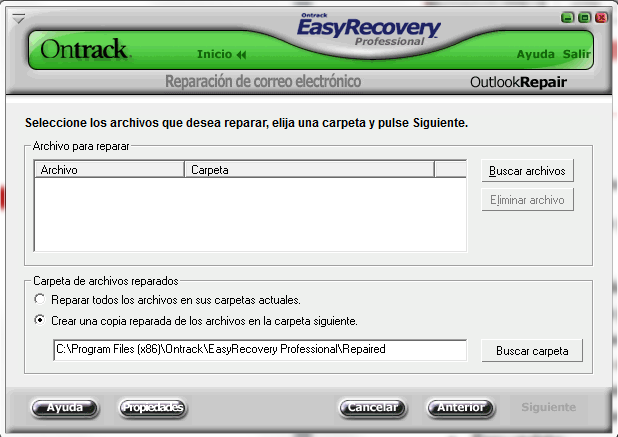 Ontrack
EasyRecovery
Professional
Ontrack
Inicio
Ayuda Salir
Reparación de correo electrónico
OutlookRepair
Seleccione los archivos que desea reparar, elija una carpeta y pulse Siguiente.
Archivo para reparar
Archivo Carpeta
Buscar archivos
Eliminar archivo
Carpeta de archivos reparados
Reparar todos los archivos en sus carpetas actuales.
Crear una copia reparada de los archivos en la carpeta siguiente.
C:\Program Files (x86)\Ontrack\EasyRecovery Professional\Repaired
Buscar carpeta
Ayuda Propiedades Cancelar Anterior Siguiente